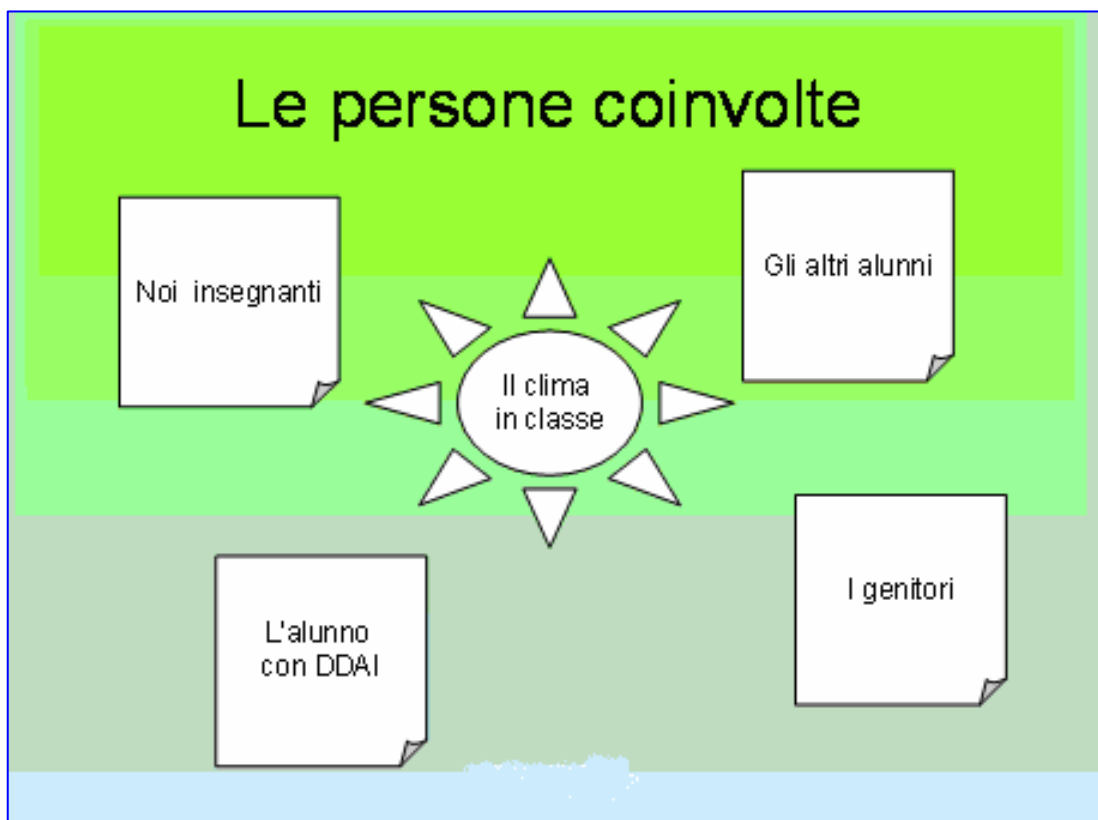 Le persone coinvolte
Noi insegnanti
Gli altri alunni
Il clima
in classe
L'alunno
con DDAI
I genitori